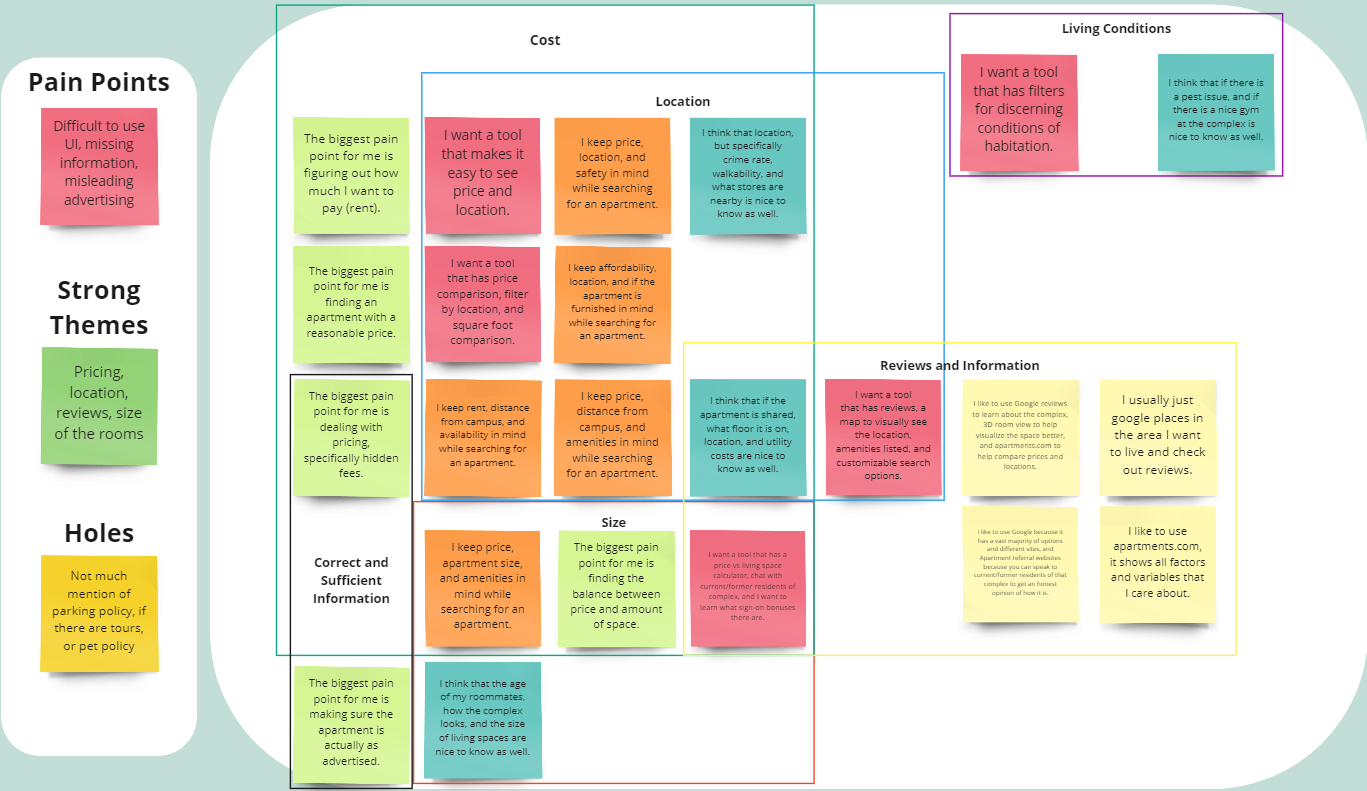 Pain Points
Difficult to use
UI, missing
information,
misleading
advertising
Strong
Themes
Pricing,
location,
reviews, size
of the rooms
Holes
Not much
mention of
parking policy, if
there are tours,
or pet policy
Cost
Location
The biggest pain
point for me is
figuring out how
much I want to
pay (rent).
I want a tool
that makes it
easy to see
price and
location.
I keep price,
location, and
safety in mind
while searching
for an apartment.
I think that location,
but specifically
crime rate,
walkability, and
what stores are
nearby is nice to
know as well.
The biggest pain
point for me is
finding an
apartment with a
reasonable price.
I want a tool
that has price
comparison, filter
by location, and
square foot
comparison.
I keep affordability,
location, and if the
apartment is
furnished in mind
while searching for
an apartment.
The biggest pain
point for me is
dealing with
pricing,
specifically hidden
fees.
I keep rent, distance
from campus, and
availability in mind
while searching for
an apartment.
I keep price,
distance from
campus, and
amenities in mind
while searching
for an apartment.
I think that if the
apartment is shared,
what floor it is on,
location, and utility
costs are nice to
know as well.
I want a tool
that has reviews, a
map to visually see
the location,
amenities listed, and
customizable search
options.
Living Conditions
I want a tool
that has filters
for discerning
conditions of
habitation.
I think that if there is
a pest issue, and if
there is a nice gym
at the complex is
nice to know as well.
Reviews and Information
I like to use Google reviews
to learn about the complex,
3D room view to help
visualize the space better,
and apartments.com to
help compare prices and
locations.
I usually just
google places in
the area I want
to live and check
out reviews.
I like to use Google because it
has a vast majority of options
and different sites, and
Apartment referral websites
because you can speak to
current/former residents of that
complex to get an honest
opinion of how it is.
I like to use
apartments.com,
it shows all factors
and variables that
I care about.
Correct and
Sufficient
Information
Size
I keep price,
apartment size,
and amenities in
mind while
searching for an
apartment.
The biggest pain
point for me is
finding the
balance between
price and amount
of space.
I want a tool that has a
price vs living space
calculator, chat with
current/former residents of
complex, and I want to
learn what sign-on bonuses
there are.
The biggest pain
point for me is
making sure the
apartment is
actually as
advertised.
I think that the age
of my roommates,
how the complex
looks, and the size
of living spaces are
nice to know as well.